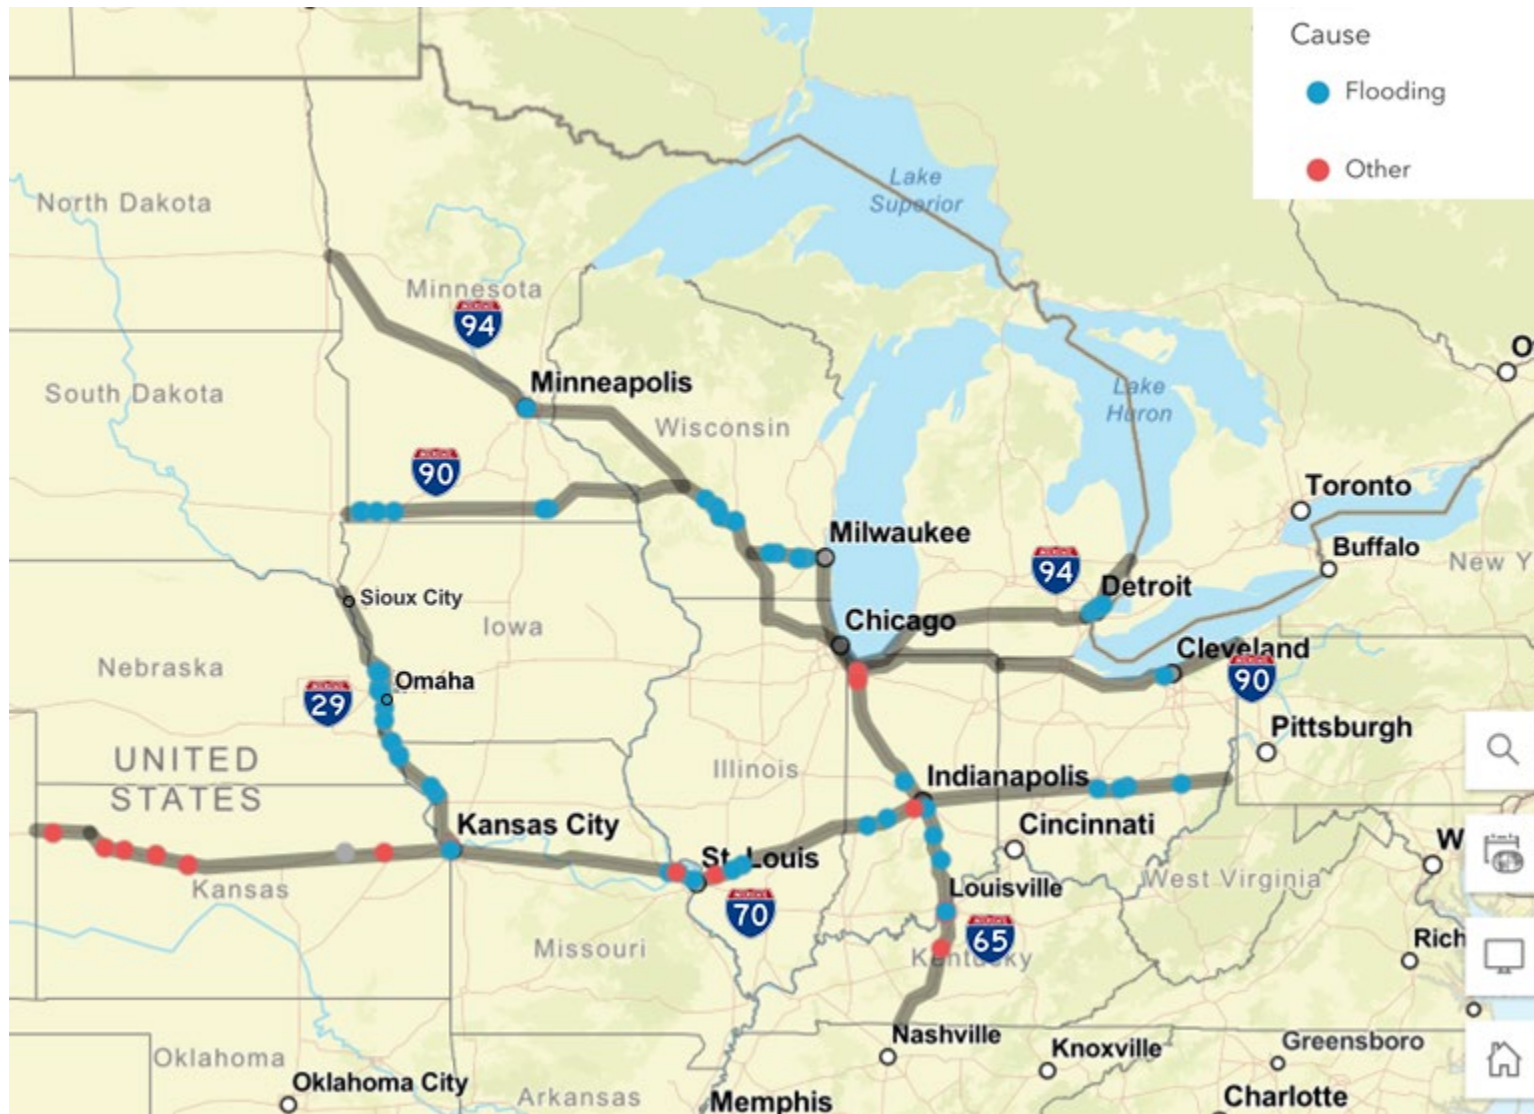 Cause
Flooding
Other
Lake
Superior
North Dakota
Minnesota
94
O
Minneapolis
South Dakota
Lake
Huron
Wisconsin
90
Toronto
Milwaukee
Buffalo
New Y
94
Detroit
Sioux City
Chicago
Iowa
Cleveland
Nebraska
Omaha
90
29
Pittsburgh
UNITED
STATES
Illinois
Indianapolis
Kansas City
Cincinnati
W
St. Louis
Kansas
Louisville
West Virginia
70
65
Missouri
Kentucky
Rich
Nashville
Knoxville
Greensboro
Oklahoma
Oklahoma City
Arkansas
Memphis
Charlotte